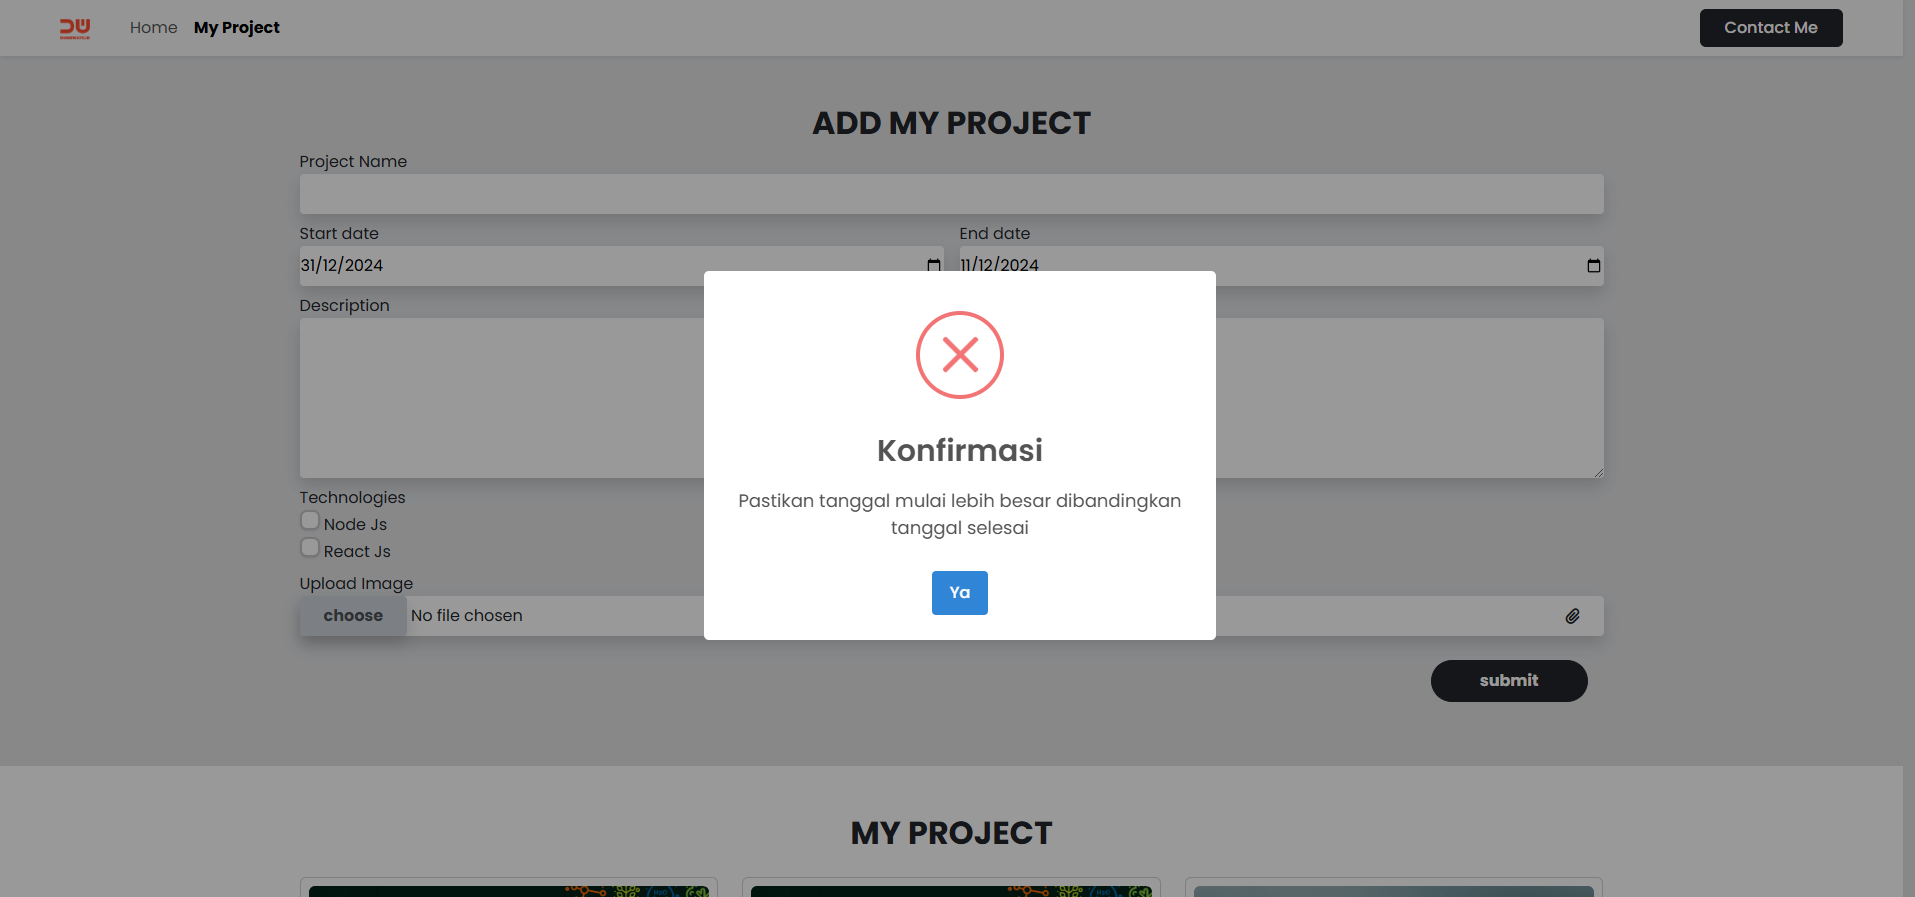 Home My Project Contact Me
ADD MY PROJECT
Project Name
Start date End date
31/12/2024 11/12/2024
Description
Konfirmasi
Pastikan tanggal mulai lebih besar dibandingkan
tanggal selesai
Ya
Technologies
Node Js
React Js
Upload Image
choose No file chosen
submit
MY PROJECT